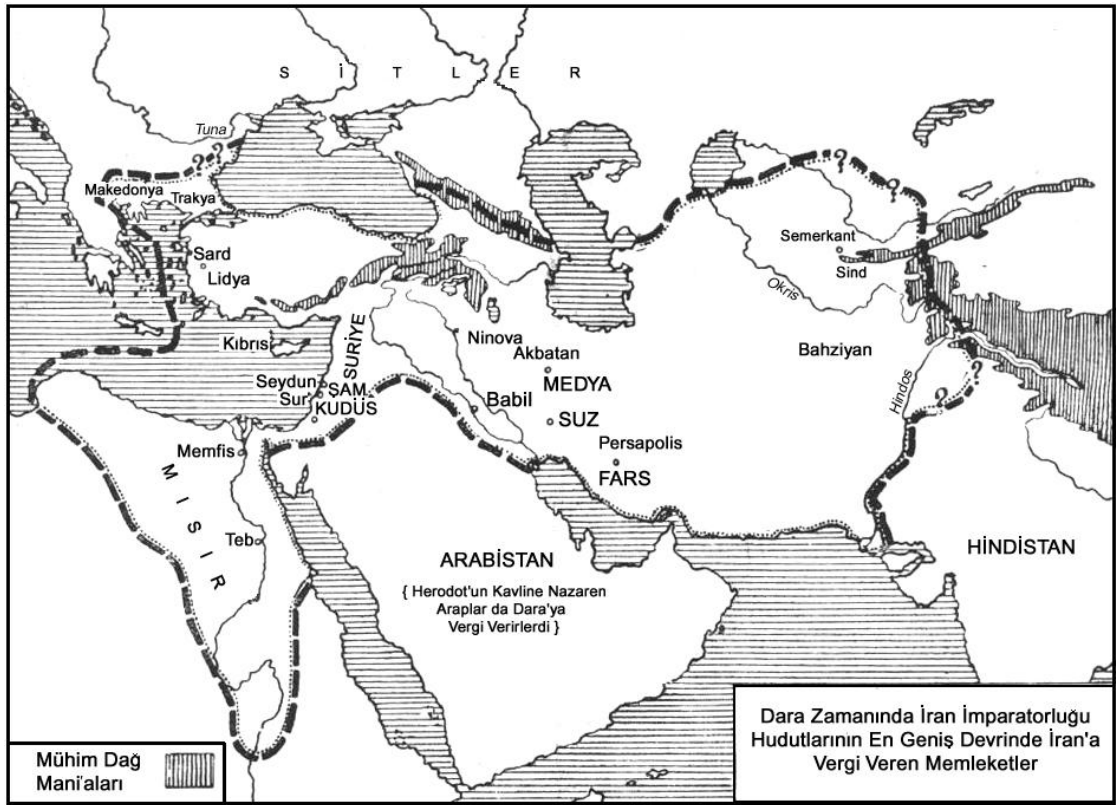 S İ T L E R
Tuna
? ?
Makedonya
Trakya
Sard
Lidya
Kıbrıs
SURİYE
Seydun
Sur
ŞAM
KUDÜS
Ninova
Akbatan
MEDYA
Babil
SUZ
Persapolis
FARS
?
?
Semerkant
Sind
Okris
Bahziyan
Hindos
?
?
Memfis
MISIR
Teb
ARABİSTAN
{ Herodot'un Kavline Nazaren
Araplar da Dara'ya
Vergi Verirlerdi }
HİNDİSTAN
Mühim Dağ
Mani'aları
Dara Zamanında İran İmparatorluğu
Hudutlarının En Geniş Devrinde İran'a
Vergi Veren Memleketler